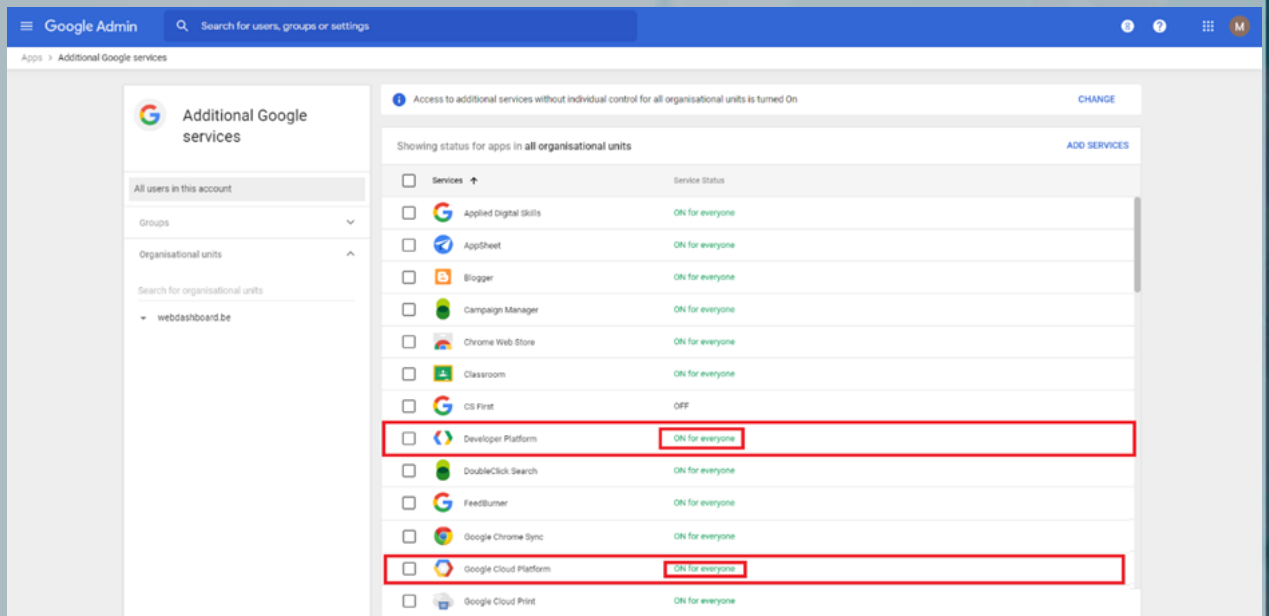 Google Admin
Search for users, groups or settings
8
?
M
Apps > Additional Google services
Additional Google
services
All users in this account
Groups
Organisational units
Search for organisational units
webdashboard.be
Access to additional services without individual control for all organisational units is turned On
CHANGE
Showing status for apps in all organisational units
ADD SERVICES
Services ↑ Service Status
Applied Digital Skills ON for everyone
AppSheet ON for everyone
Blogger ON for everyone
Campaign Manager ON for everyone
Chrome Web Store ON for everyone
Classroom ON for everyone
CS First OFF
Developer Platform ON for everyone
DoubleClick Search ON for everyone
FeedBurner ON for everyone
Google Chrome Sync ON for everyone
Google Cloud Platform ON for everyone
Google Cloud Print ON for everyone